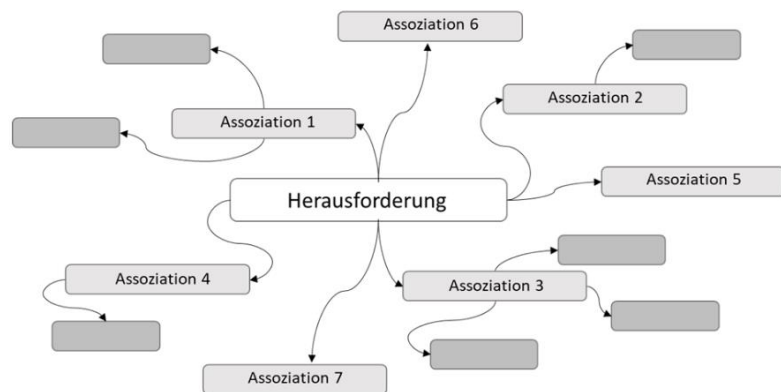 Assoziation 6
Assoziation 2
Assoziation 1
Assoziation 5
Herausforderung
Assoziation 4
Assoziation 3
Assoziation 7